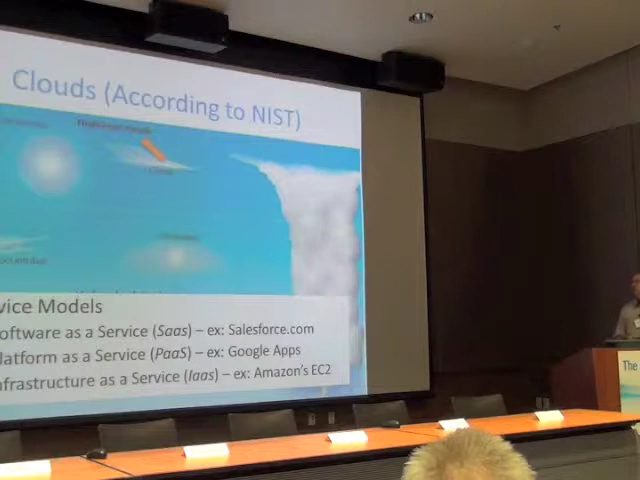 Clouds (According to NIST)
vice Models
oftware as a Service (Saas) – ex: Salesforce.com
latform as a Service (PaaS) – ex: Google Apps
nfrastructure as a Service (Iaas) – ex: Amazon's EC2
The